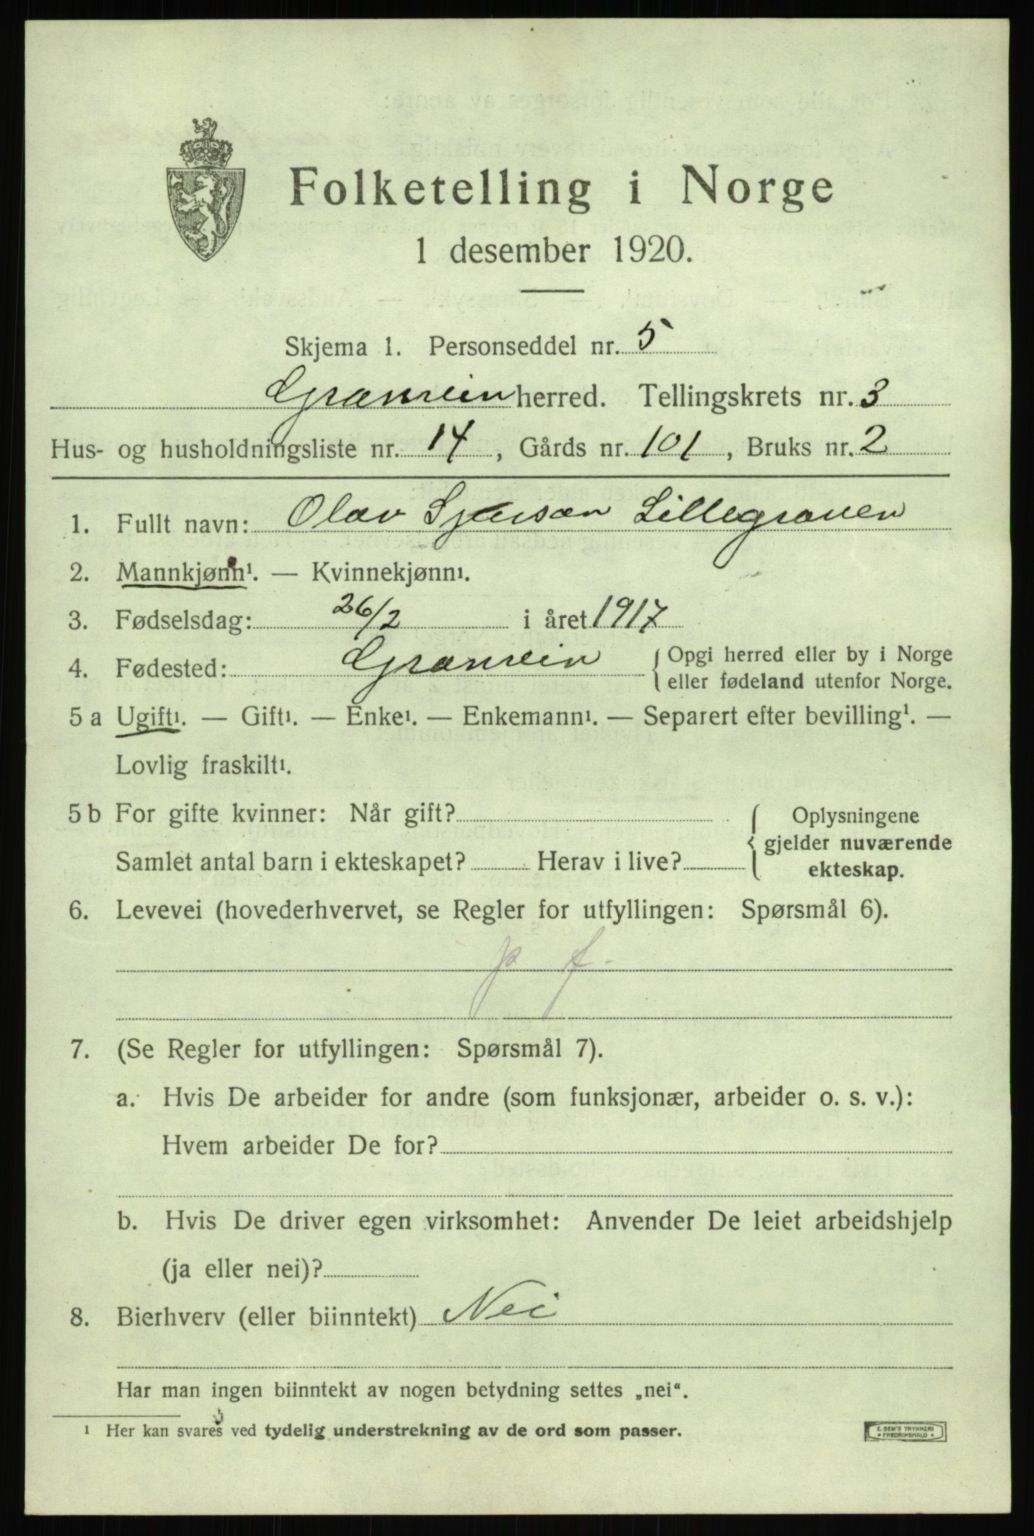 Folketelling i Norge
1 desember 1920.
Skjema 1. Personseddel nr. 5
Granvein herred. Tellingskrets nr. 3
Hus- og husholdningsliste nr. 14, Gårds nr. 101, Bruks nr. 2
1. Fullt navn: Olav Sjurson Lillegraven
2. Mannkjønn¹. — Kvinnekjønn¹.
3. Fødselsdag: 26/2 i året 1917
4. Fødested: Granvein { Opgi herred eller by i Norge
eller fødeland utenfor Norge.
5 a Ugift¹. — Gift¹. — Enke¹. — Enkemann¹. — Separert efter bevilling¹. —
Lovlig fraskilt¹.
5 b For gifte kvinner: Når gift?
Samlet antal barn i ekteskapet? Herav i live?
{ Oplysningene
gjelder nuværende
ekteskap.
6. Levevei (hovederhvervet, se Regler for utfyllingen: Spørsmål 6).
p f.
7. (Se Regler for utfyllingen: Spørsmål 7).
a. Hvis De arbeider for andre (som funksjonær, arbeider o. s. v.):
Hvem arbeider De for?
b. Hvis De driver egen virksomhet: Anvender De leiet arbeidshjelp
(ja eller nei)?
8. Bierhverv (eller biinntekt) Nei
Har man ingen biinntekt av nogen betydning settes „nei“.
¹ Her kan svares ved tydelig understrekning av de ord som passer.